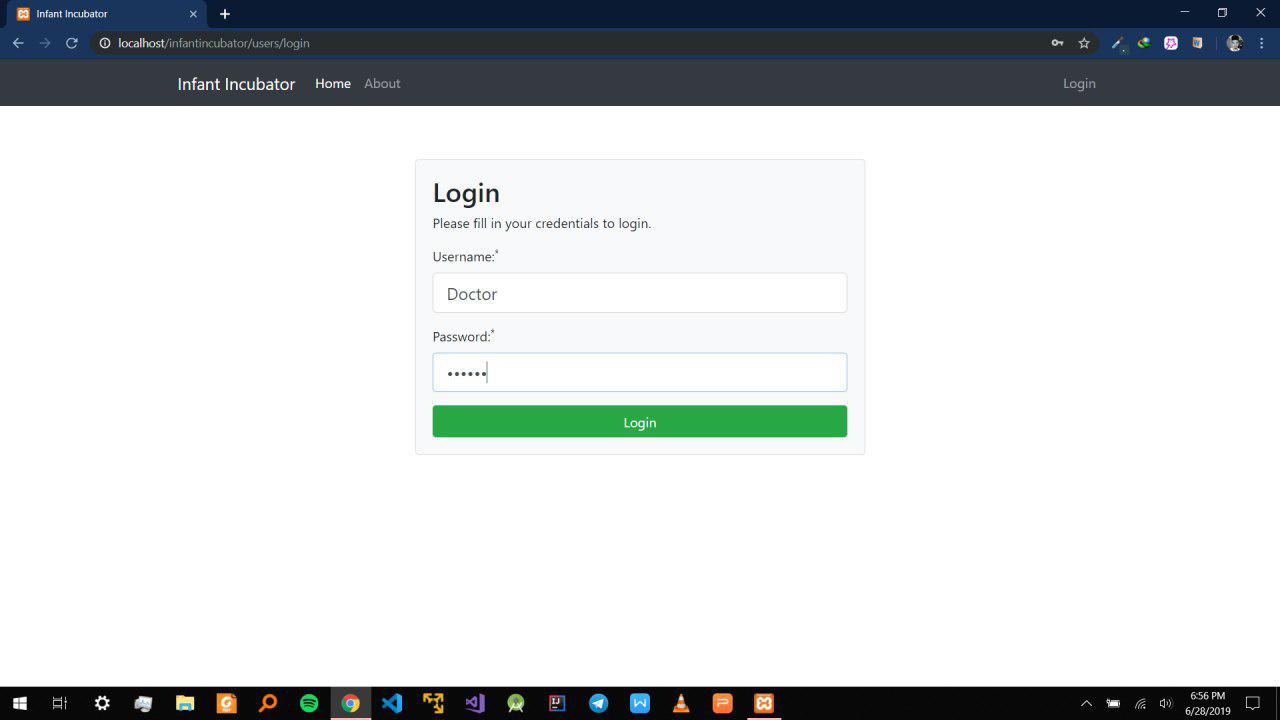 Infant Incubator
localhost/infantincubator/users/login
Infant Incubator Home About Login
Login
Please fill in your credentials to login.
Username:*
Doctor
Password:*
••••••
Login
6:56 PM
6/28/2019